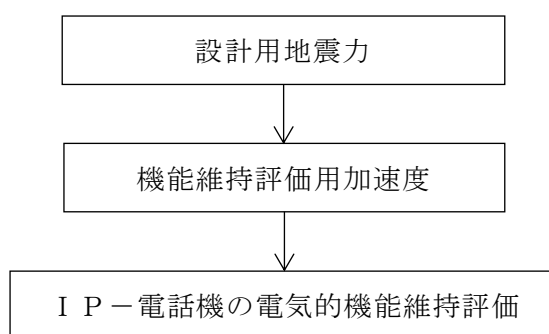 設計用地震力
機能維持評価用加速度
ＩＰ－電話機の電気的機能維持評価